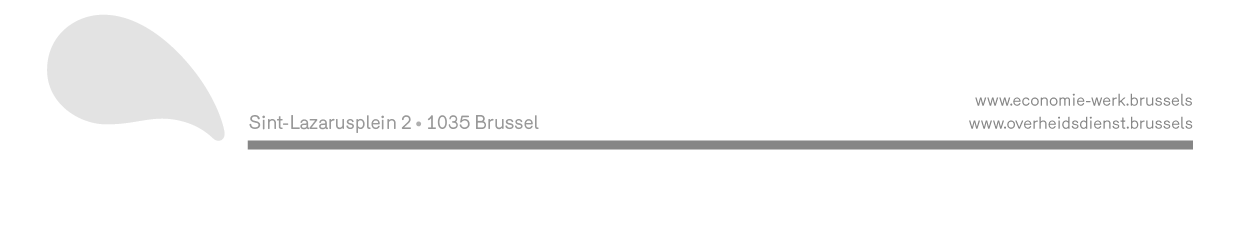 www.economie-werk.brussels
Sint-Lazarusplein 2 • 1035 Brussel
www.overheidsdienst.brussels